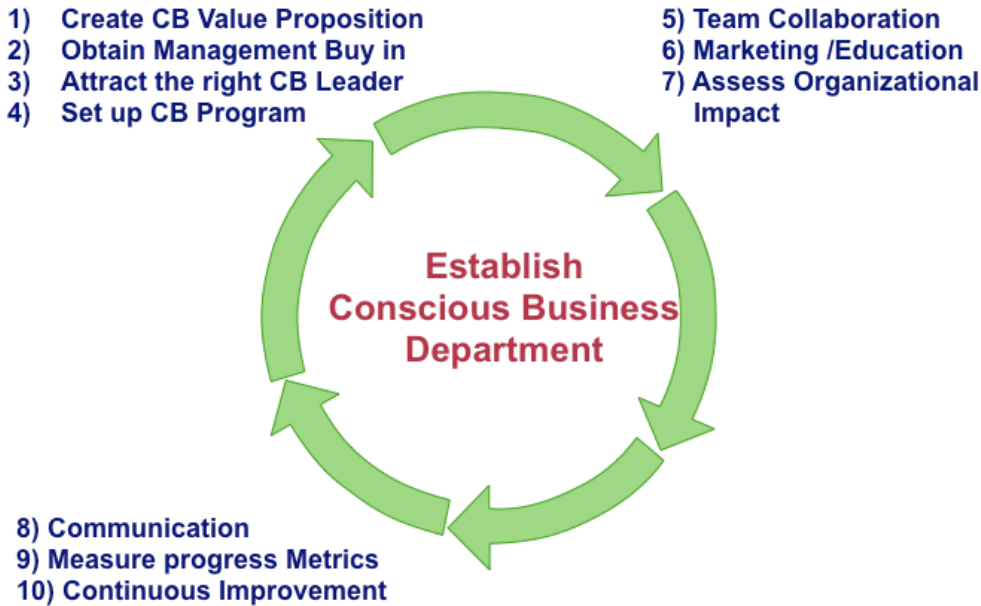 1) Create CB Value Proposition
2) Obtain Management Buy in
3) Attract the right CB Leader
4) Set up CB Program
5) Team Collaboration
6) Marketing /Education
7) Assess Organizational
Impact
Establish
Conscious Business
Department
8) Communication
9) Measure progress Metrics
10) Continuous Improvement